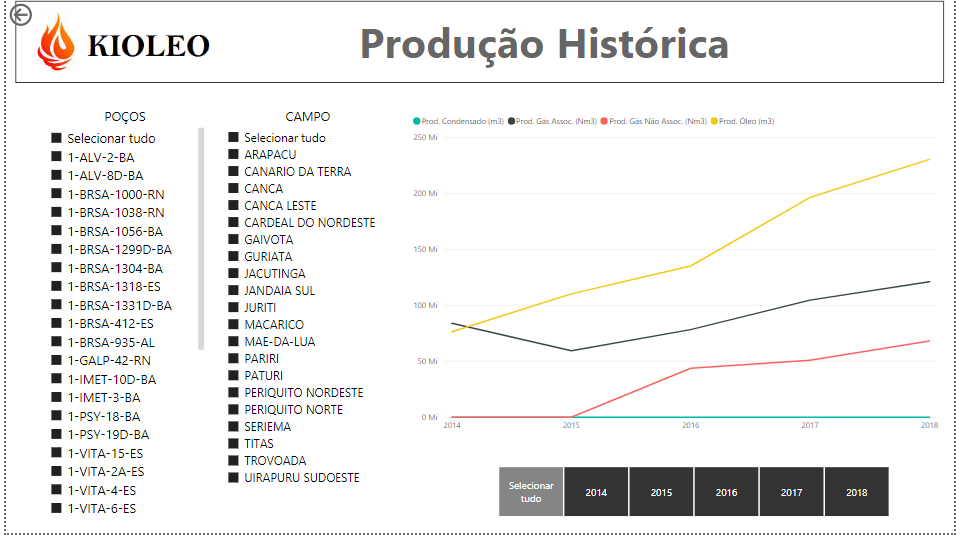 KIOLEO
Produção Histórica
POÇOS
Selecionar tudo
1-ALV-2-BA
1-ALV-8D-BA
1-BRSA-1000-RN
1-BRSA-1038-RN
1-BRSA-1056-BA
1-BRSA-1299D-BA
1-BRSA-1304-BA
1-BRSA-1318-ES
1-BRSA-1331D-BA
1-BRSA-412-ES
1-BRSA-935-AL
1-GALP-42-RN
1-IMET-10D-BA
1-IMET-3-BA
1-PSY-18-BA
1-PSY-19D-BA
1-VITA-15-ES
1-VITA-2A-ES
1-VITA-4-ES
1-VITA-6-ES
CAMPO
Selecionar tudo
ARAPACU
CANARIO DA TERRA
CANCA
CANCA LESTE
CARDEAL DO NORDESTE
GAIVOTA
GURIATA
JACUTINGA
JANDAIA SUL
JURITI
MACARICO
MAE-DA-LUA
PARIRI
PATURI
PERIQUITO NORDESTE
PERIQUITO NORTE
SERIEMA
TITAS
TROVOADA
UIRAPURU SUDOESTE
Prod. Condensado (m3) Prod. Gás Assoc. (Nm3) Prod. Gás Não Assoc. (Nm3) Prod. Óleo (m3)
250 Mi
200 Mi
150 Mi
100 Mi
50 Mi
0 Mi
2014 2015 2016 2017 2018
Selecionar
tudo
2014 2015 2016 2017 2018